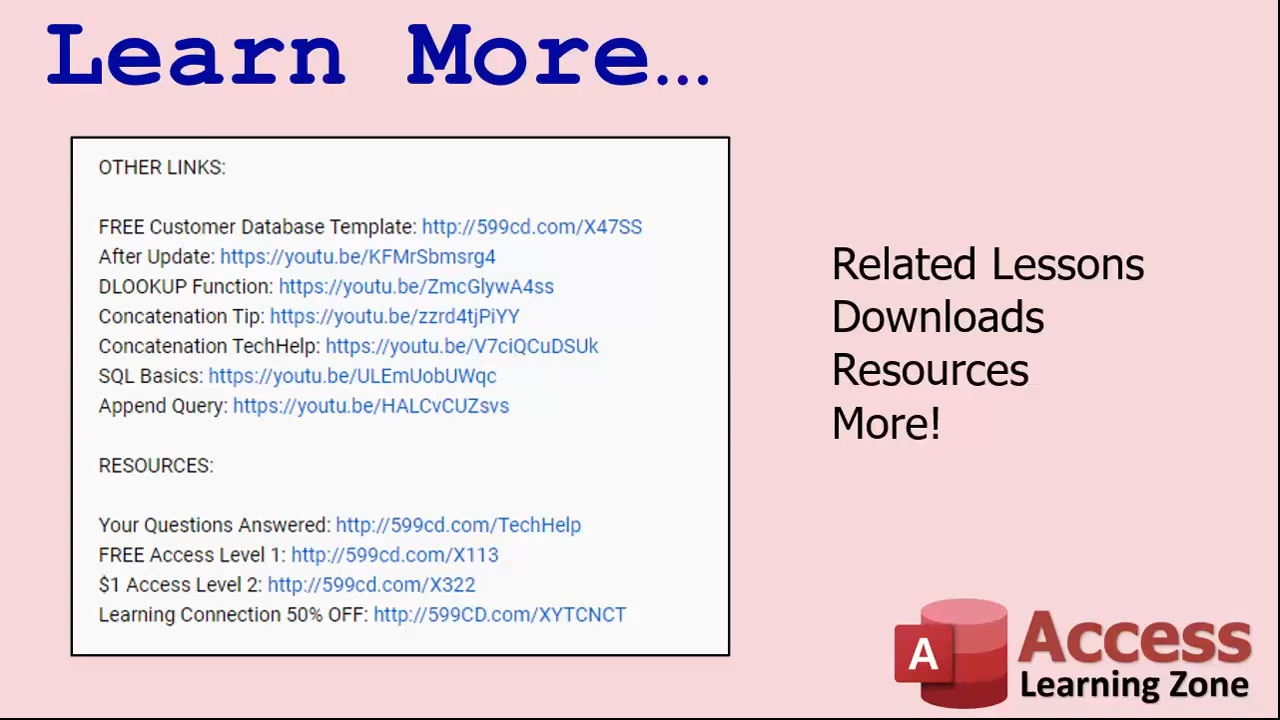 Learn More...
OTHER LINKS:
FREE Customer Database Template: http://599cd.com/X47SS
After Update: https://youtu.be/KFMrSbmsrg4
DLOOKUP Function: https://youtu.be/ZmcGlywA4ss
Concatenation Tip: https://youtu.be/zzrd4tjPiYY
Concatenation TechHelp: https://youtu.be/V7ciQCuDSUk
SQL Basics: https://youtu.be/ULEmUobUWqc
Append Query: https://youtu.be/HALCvCUZsvs
RESOURCES:
Your Questions Answered: http://599cd.com/TechHelp
FREE Access Level 1: http://599cd.com/X113
$1 Access Level 2: http://599cd.com/X322
Learning Connection 50% OFF: http://599CD.com/XYTCNCT
Related Lessons
Downloads
Resources
More!
A
Access
Learning Zone